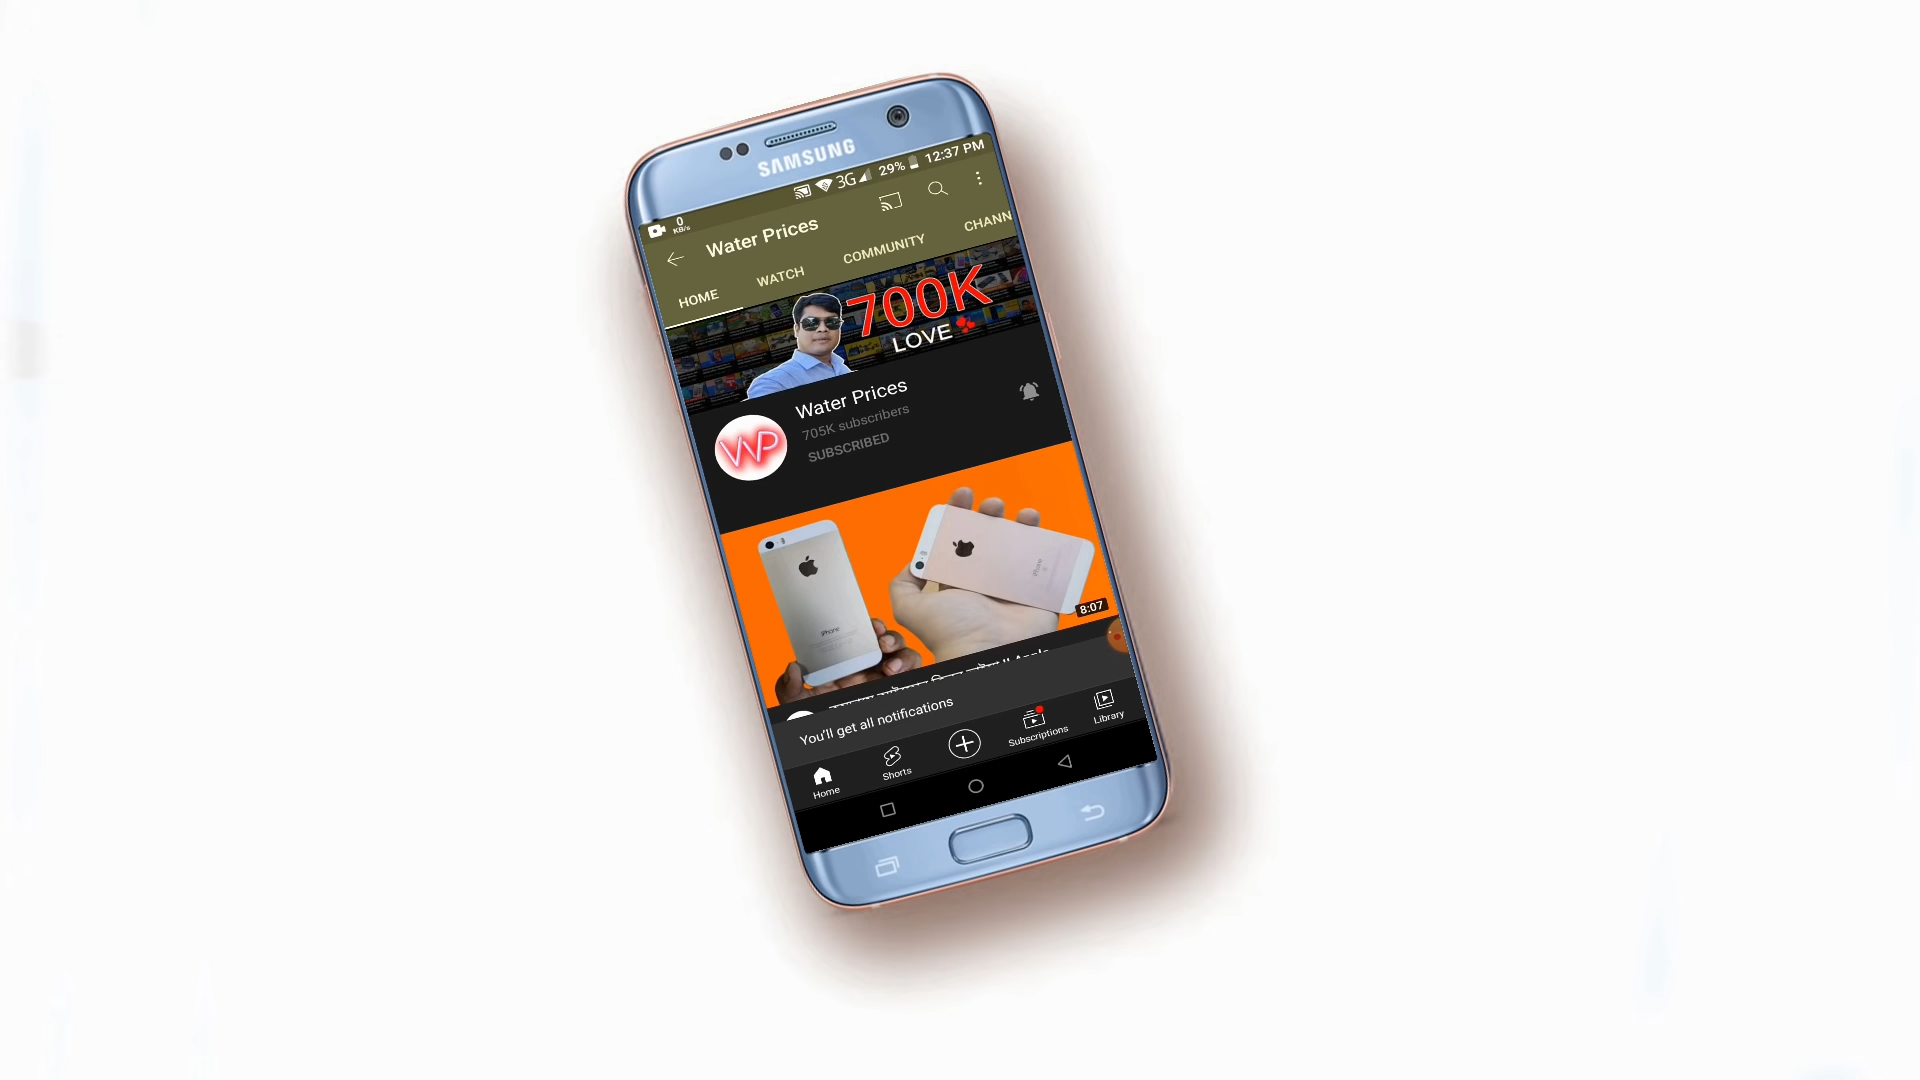 SAMSUNG
0 KB/s 3G 29% 12:37 PM
Water Prices
HOME WATCH COMMUNITY CHANN
700K
LOVE
WP
Water Prices
705K subscribers
SUBSCRIBED
iPhone
iPhone
8:07
You'll get all notifications
Home Shorts Subscriptions Library